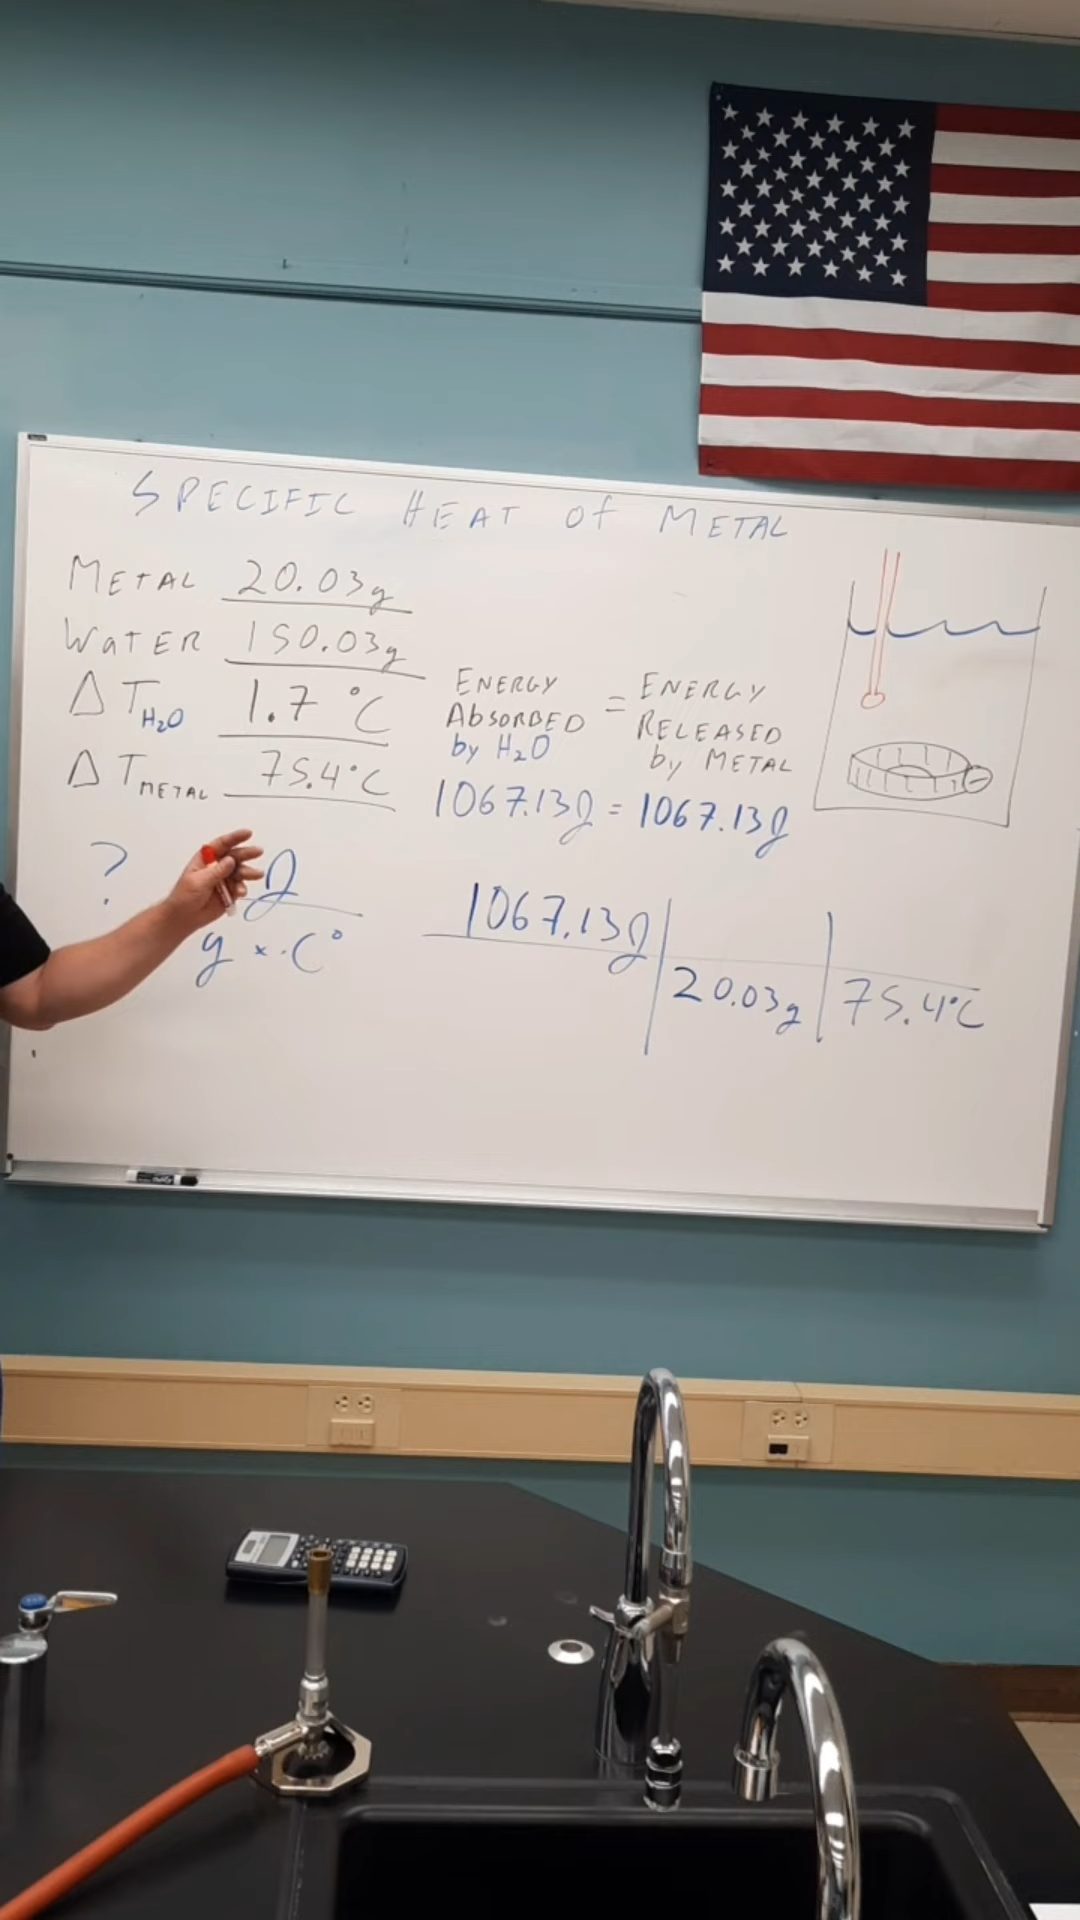 SPECIFIC HEAT OF METAL
METAL 20.03g
WATER 150.03g
ΔT H₂O 1.7 °C
ΔT METAL 75.4°C
ENERGY ABSORBED by H₂O = ENERGY RELEASED by METAL
1067.13J = 1067.13J
? J
g × °C°
1067.13J
20.03g 75.4°C